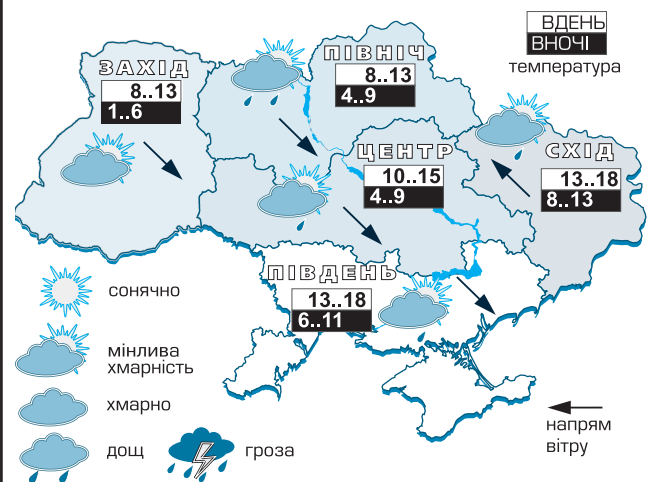 ВДЕНЬ
ВНОЧІ
температура
ЗАХІД
8..13
1..6
ПІВНІЧ
8..13
4..9
ЦЕНТР
10..15
4..9
СХІД
13..18
8..13
ПІВДЕНЬ
13..18
6..11
сонячно
мінлива
хмарність
хмарно
дощ
гроза
напрям
вітру